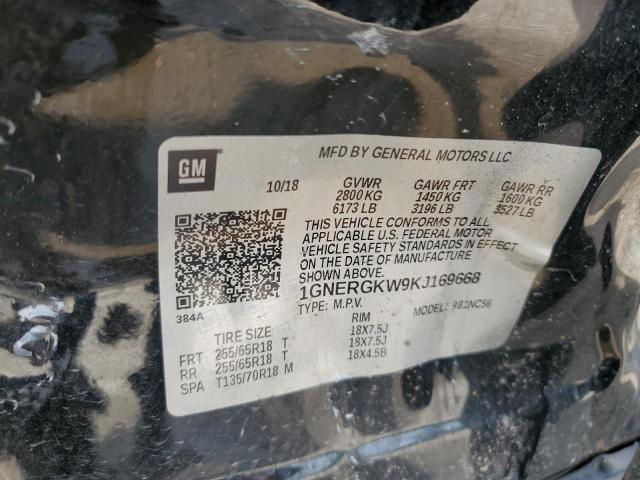 GM
MFD BY GENERAL MOTORS LLC
10/18 GVWR GAWR FRT GAWR RR
2800 KG 1450 KG 1600 KG
6173 LB 3196 LB 3527 LB
THIS VEHICLE CONFORMS TO ALL
APPLICABLE U.S. FEDERAL MOTOR
VEHICLE SAFETY STANDARDS IN EFFECT
ON THE DATE OF MANUFACTURE
SHOWN ABOVE.
1GNERGKW9KJ169668
384A TYPE: M.P.V. MODEL:
TIRE SIZE RIM
FRT 255/65R18 T 18X7.5J
RR 255/65R18 T 18X7.5J
SPA T135/70R18 M 18X4.5B